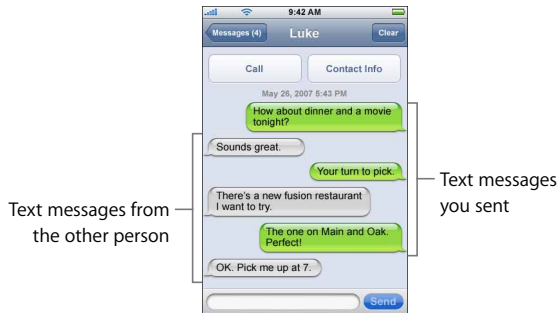 9:42 AM
Messages (4)
Luke
Clear
Call
Contact Info
May 26, 2007 5:43 PM
How about dinner and a movie
tonight?
Sounds great.
Your turn to pick.
There's a new fusion restaurant
I want to try.
The one on Main and Oak.
Perfect!
OK. Pick me up at 7.
Send
Text messages from
the other person
Text messages
you sent